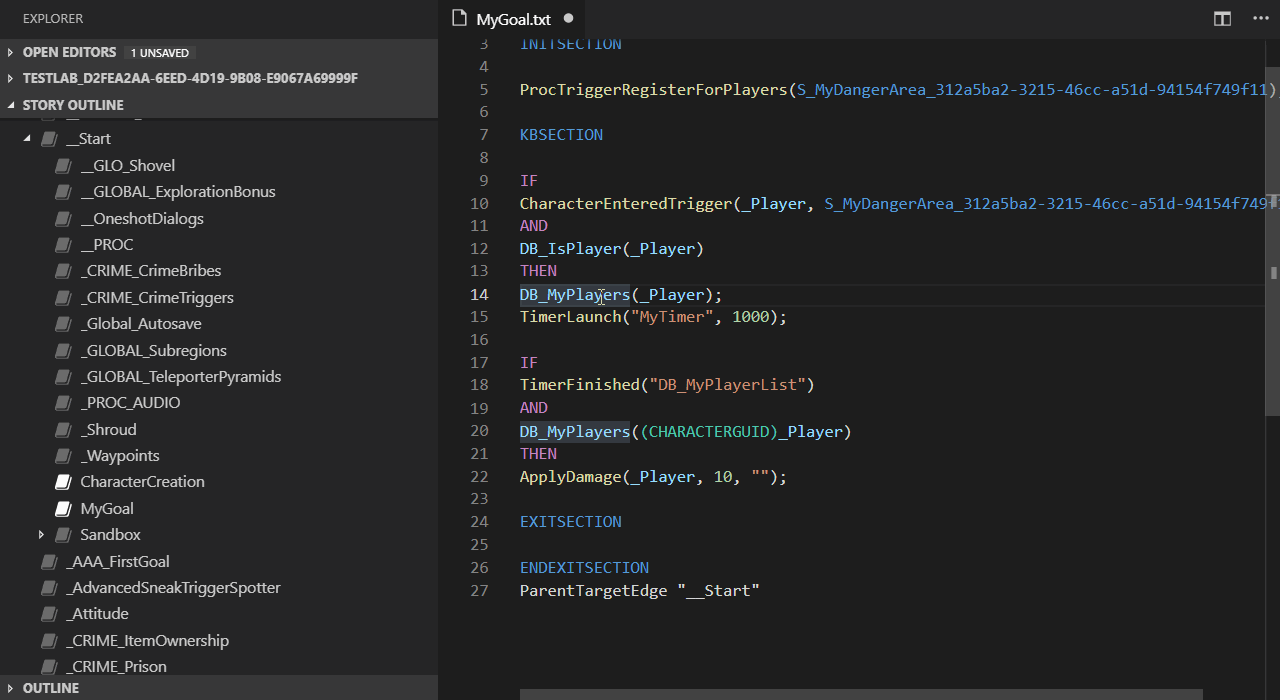 EXPLORER
OPEN EDITORS 1 UNSAVED
TESTLAB_D2FEA2AA-6EED-4D19-9B08-E9067A69999F
STORY OUTLINE
__Start
__GLO_Shovel
__GLOBAL_ExplorationBonus
__OneshotDialogs
__PROC
_CRIME_CrimeBribes
_CRIME_CrimeTriggers
_Global_Autosave
_GLOBAL_Subregions
_GLOBAL_TeleporterPyramids
_PROC_AUDIO
_Shroud
_Waypoints
CharacterCreation
MyGoal
Sandbox
_AAA_FirstGoal
_AdvancedSneakTriggerSpotter
_Attitude
_CRIME_ItemOwnership
_CRIME_Prison
OUTLINE
MyGoal.txt
3 INITSECTION
4
5 ProcTriggerRegisterForPlayers(S_MyDangerArea_312a5ba2-3215-46cc-a51d-94154f749f11)
6
7 KBSECTION
8
9 IF
10 CharacterEnteredTrigger(_Player, S_MyDangerArea_312a5ba2-3215-46cc-a51d-94154f749f
11 AND
12 DB_IsPlayer(_Player)
13 THEN
14 DB_MyPlayers(_Player);
15 TimerLaunch("MyTimer", 1000);
16
17 IF
18 TimerFinished("DB_MyPlayerList")
19 AND
20 DB_MyPlayers((CHARACTERGUID)_Player)
21 THEN
22 ApplyDamage(_Player, 10, "");
23
24 EXITSECTION
25
26 ENDEXITSECTION
27 ParentTargetEdge "__Start"